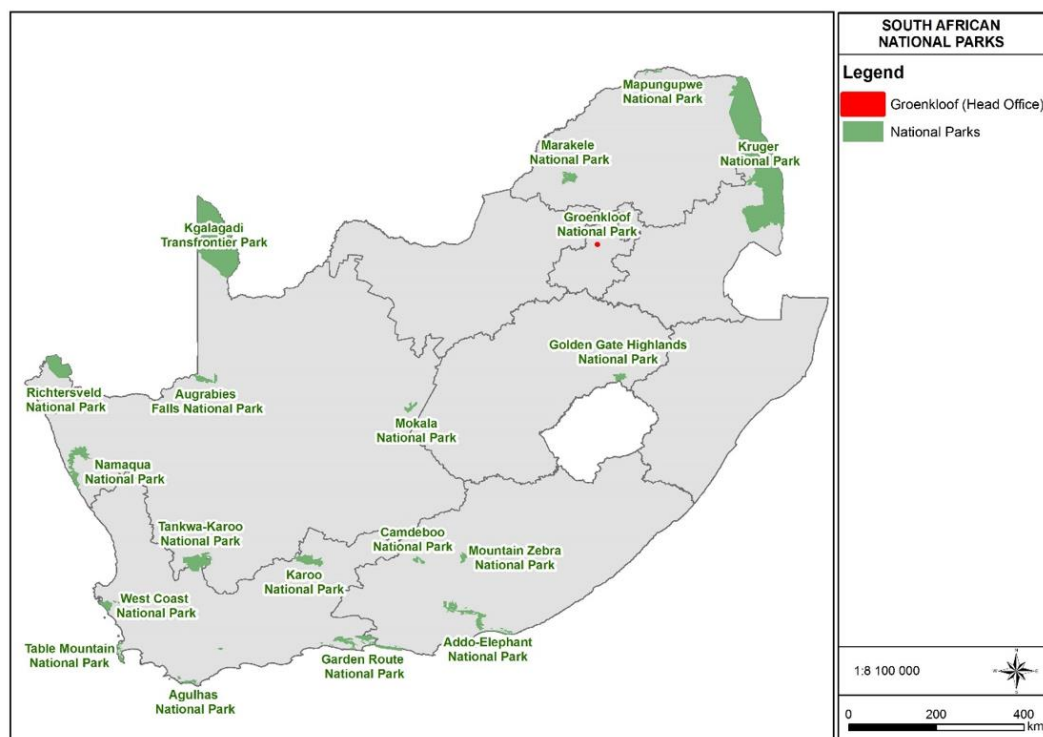 SOUTH AFRICAN
NATIONAL PARKS
Legend
Groenkloof (Head Office)
National Parks
Mapungupwe
National Park
Marakele
National Park
Kruger
National Park
Groenkloof
National Park
Kgalagadi
Transfrontier Park
Golden Gate Highlands
National Park
Richtersveld
National Park
Augrabies
Falls National Park
Mokala
National Park
Namaqua
National Park
Tankwa-Karoo
National Park
Camdeboo
National Park
Mountain Zebra
National Park
Karoo
National Park
West Coast
National Park
Table Mountain
National Park
Garden Route
National Park
Addo-Elephant
National Park
Agulhas
National Park
1:8 100 000
0 200 400
km